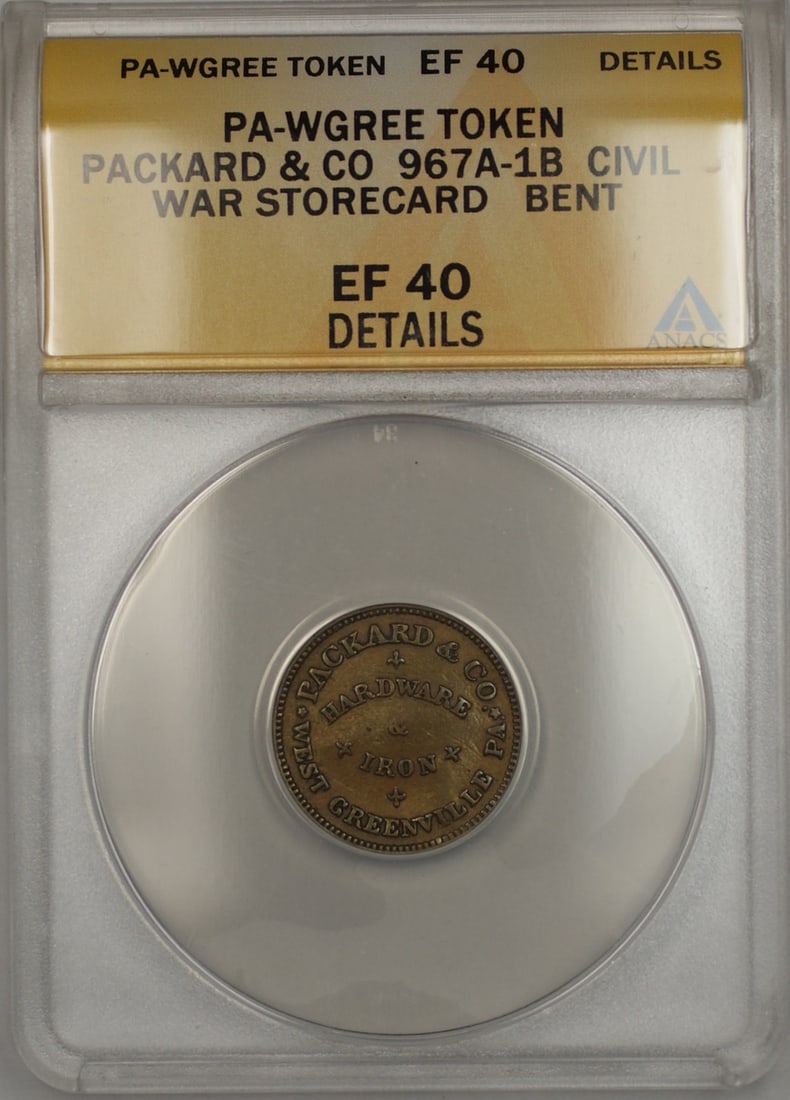 PA-WGREE TOKEN EF 40 DETAILS
PA-WGREE TOKEN
PACKARD & CO 967A-1B CIVIL
WAR STORECARD BENT
EF 40
DETAILS
ANACS
34
PACKARD & CO.
HARDWARE
&
IRON
WEST GREENVILLE PA.